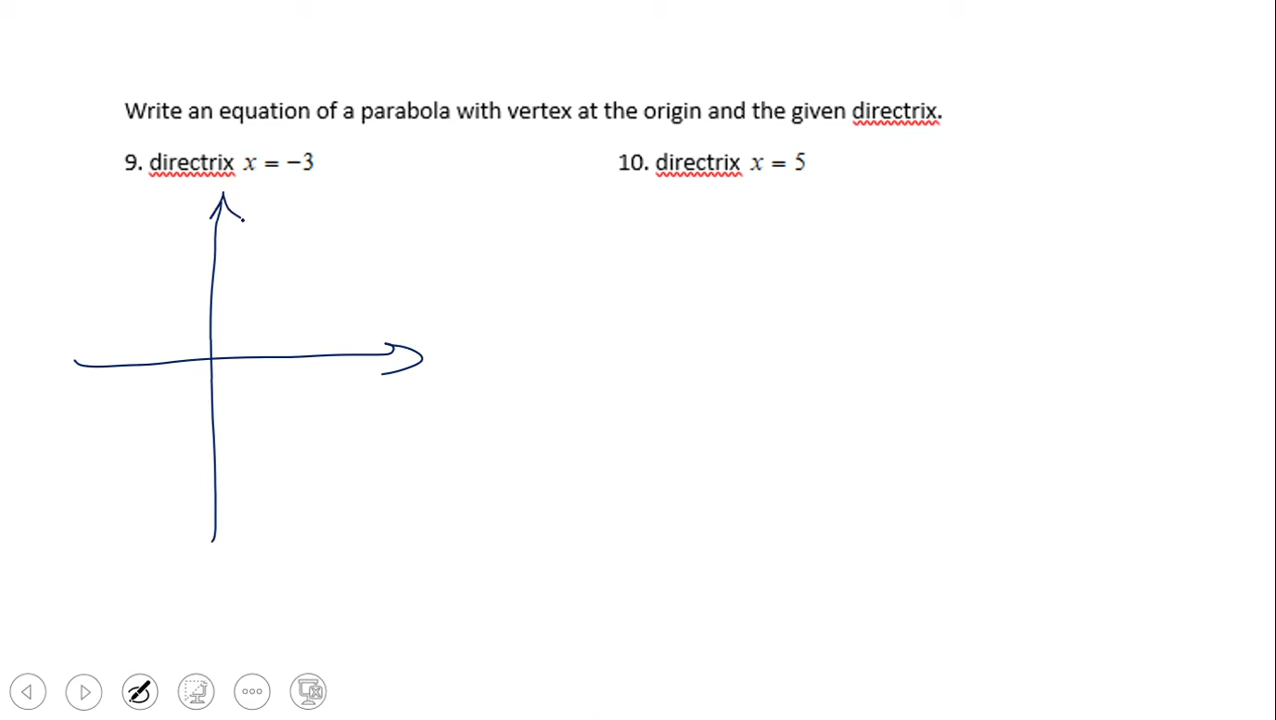 Write an equation of a parabola with vertex at the origin and the given directrix.
9. directrix x = −3
10. directrix x = 5